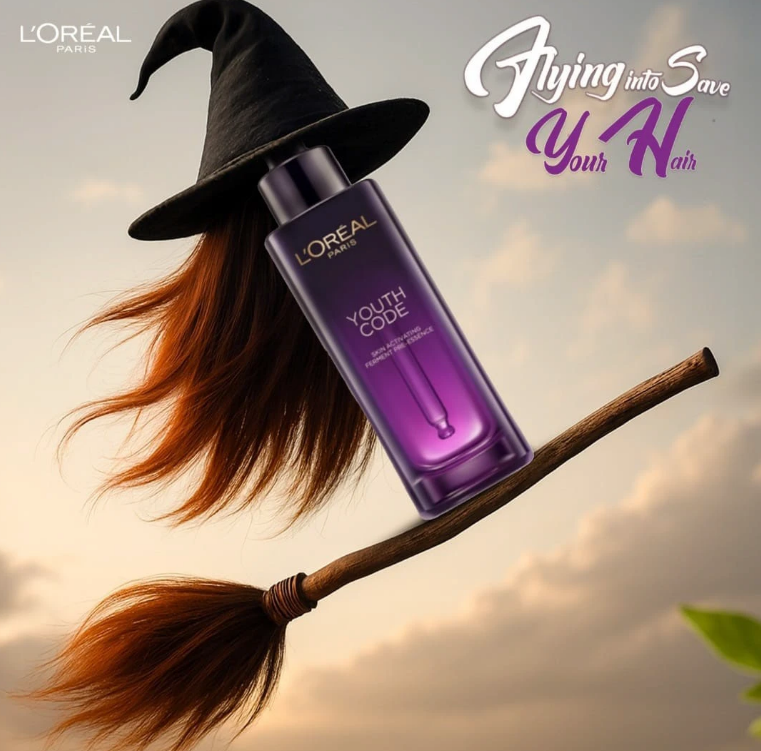 L'ORÉAL
PARIS
Flying into Save
Your Hair
L'ORÉAL
PARIS
YOUTH
CODE
SKIN ACTIVATING
FERMENT PRE-ESSENCE